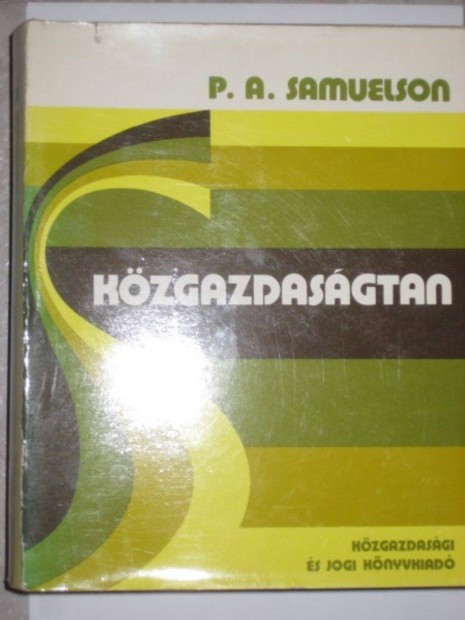 P. A. SAMUELSON
KÖZGAZDASÁGTAN
KÖZGAZDASÁGI
ÉS JOGI KÖNYVKIADÓ